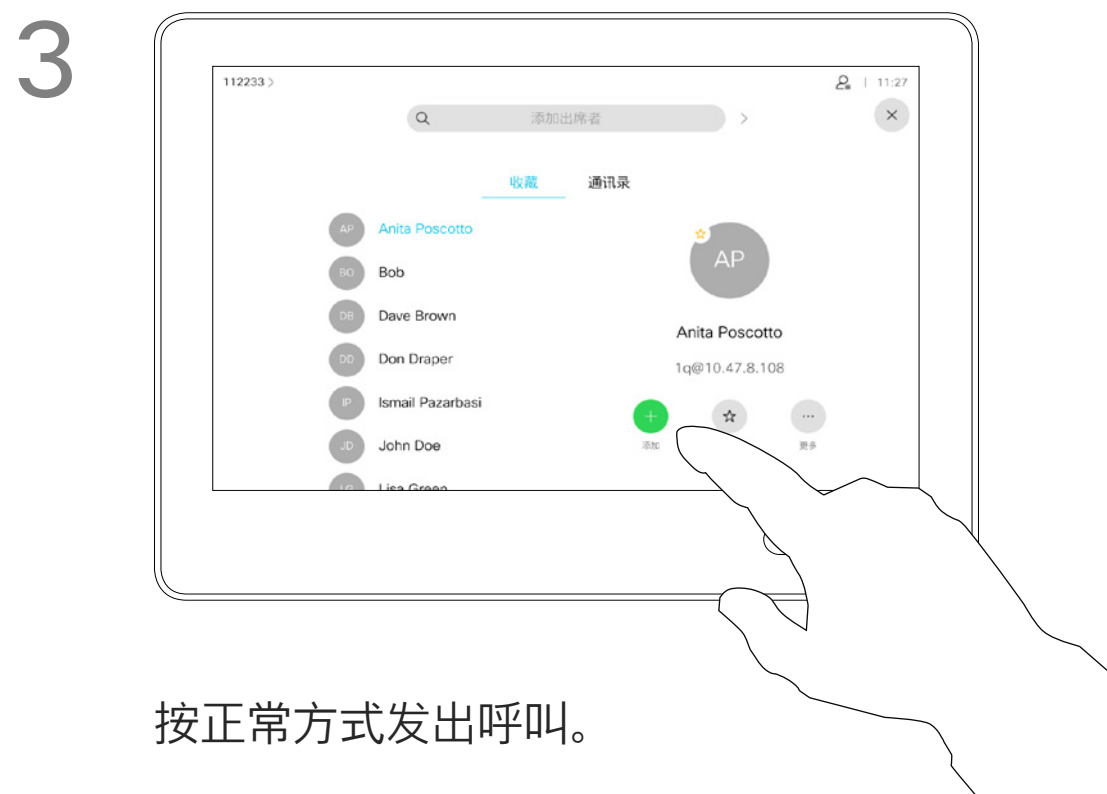 3
112233 >
11:27
添加出席者
收藏 通讯录
AP Anita Poscotto
BO Bob
DB Dave Brown
DD Don Draper
IP Ismail Pazarbasi
JD John Doe
LG Lisa Green
AP
Anita Poscotto
1q@10.47.8.108
添加
更多
按正常方式发出呼叫。